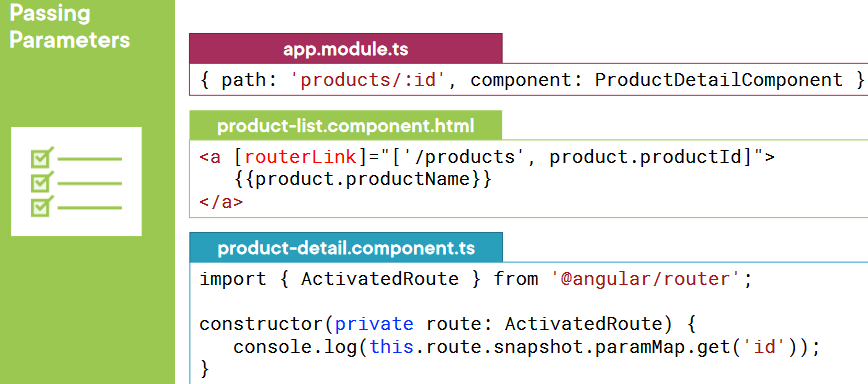 Passing
Parameters
app.module.ts
{ path: 'products/:id', component: ProductDetailComponent }
product-list.component.html
<a [routerLink]="['/products', product.productId]">
{{product.productName}}
</a>
product-detail.component.ts
import { ActivatedRoute } from '@angular/router';
constructor(private route: ActivatedRoute) {
console.log(this.route.snapshot.paramMap.get('id'));
}